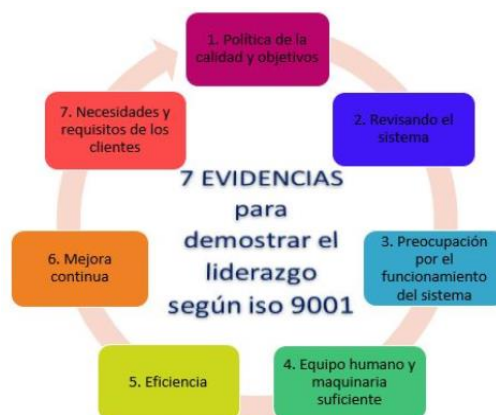 1. Política de la
calidad y objetivos
2. Revisando el
sistema
3. Preocupación por
el funcionamiento
del sistema
4. Equipo humano y
maquinaria
suficiente
5. Eficiencia
6. Mejora
continua
7. Necesidades y
requisitos de los
clientes
7 EVIDENCIAS
para
demostrar el
liderazgo
según iso 9001